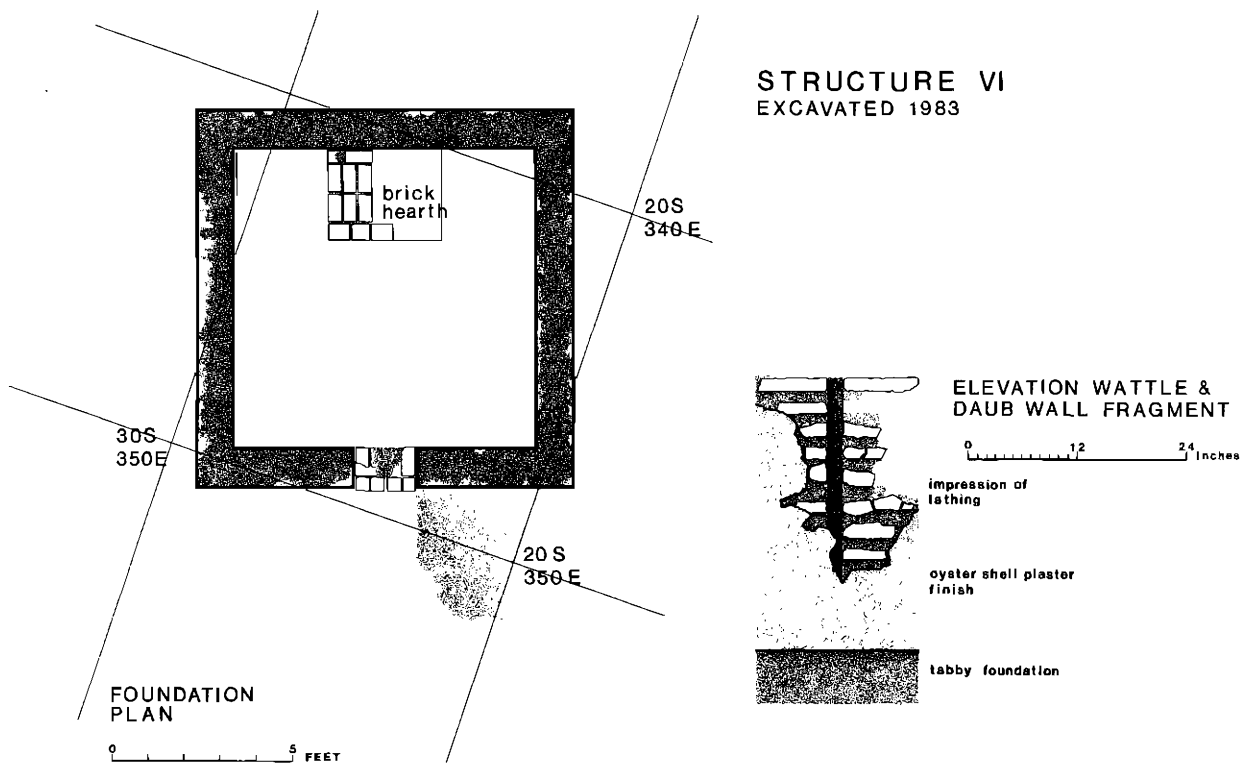 STRUCTURE VI
EXCAVATED 1983
brick
hearth
20S
340E
30S
350E
20S
350E
FOUNDATION
PLAN
0 5 FEET
ELEVATION WATTLE &
DAUB WALL FRAGMENT
0 12 24 Inches
impression of
lathing
oyster shell plaster
finish
tabby foundation